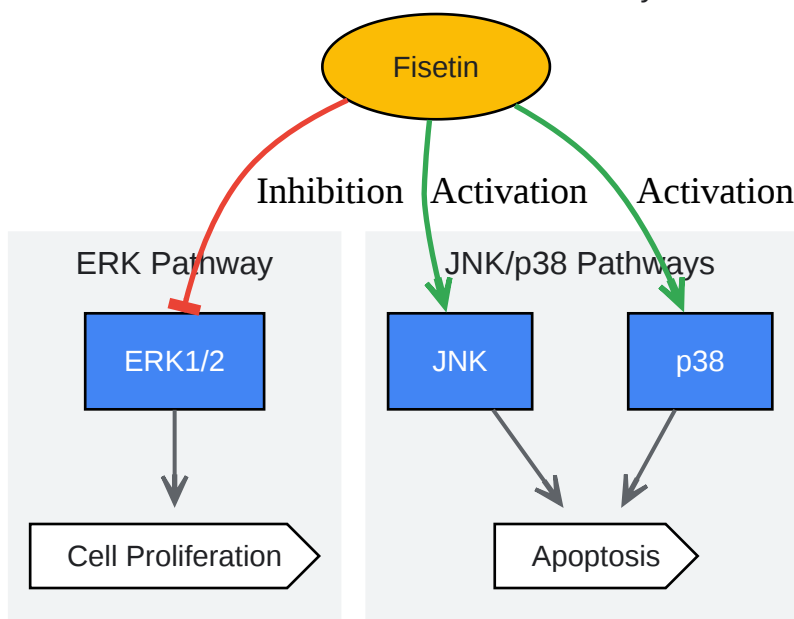 Fisetin
Inhibition
Activation
Activation
ERK Pathway
JNK/p38 Pathways
ERK1/2
JNK
p38
Cell Proliferation
Apoptosis